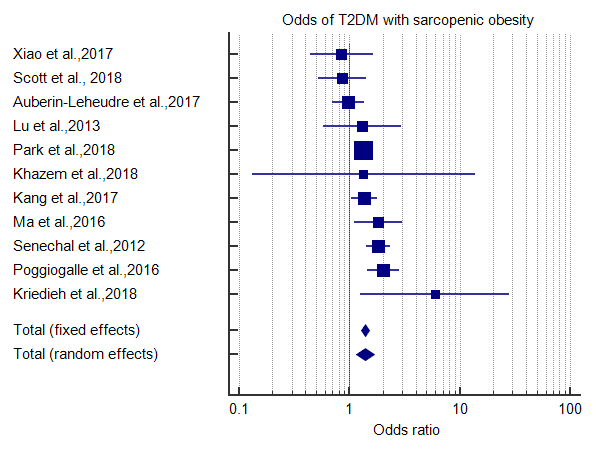 Odds of T2DM with sarcopenic obesity
Xiao et al.,2017
Scott et al., 2018
Auberin-Leheudre et al.,2017
Lu et al.,2013
Park et al.,2018
Khazem et al.,2018
Kang et al.,2017
Ma et al.,2016
Senechal et al.,2012
Poggiogalle et al.,2016
Kriedieh et al.,2018
Total (fixed effects)
Total (random effects)
0.1 1 10 100
Odds ratio